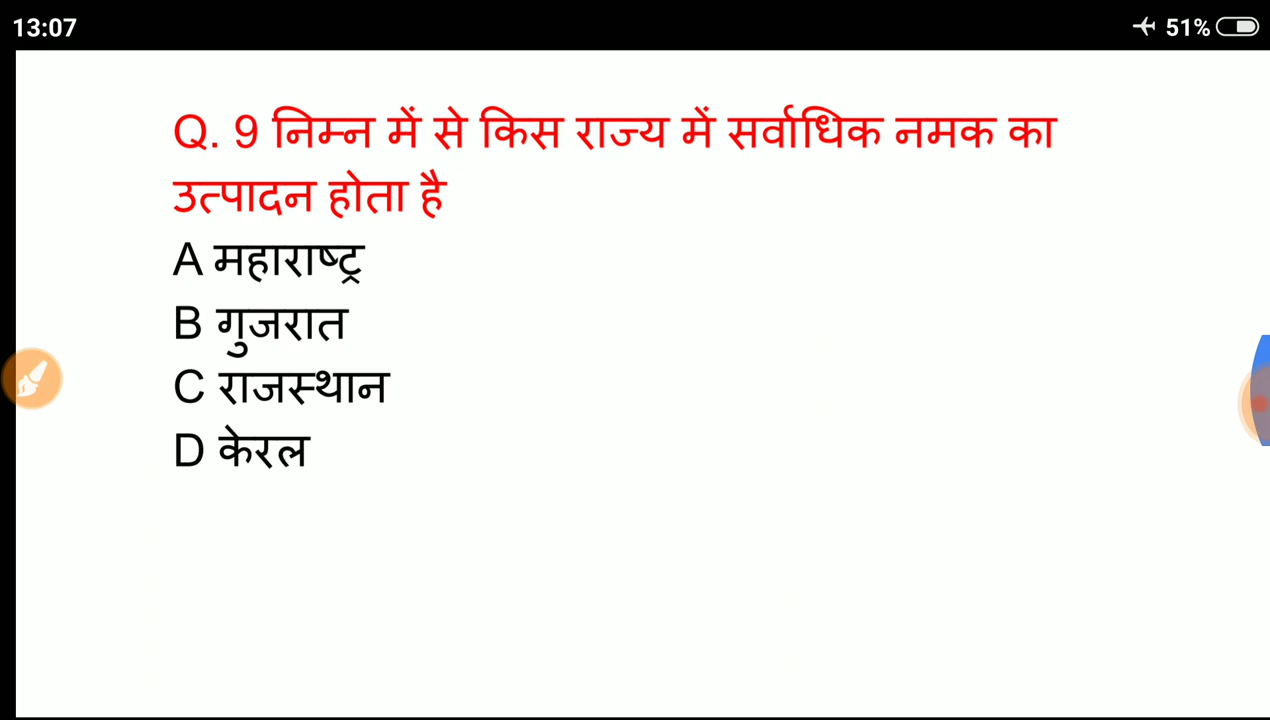 13:07
51%
Q. 9 निम्न में से किस राज्य में सर्वाधिक नमक का
उत्पादन होता है
A महाराष्ट्र
B गुजरात
C राजस्थान
D केरल